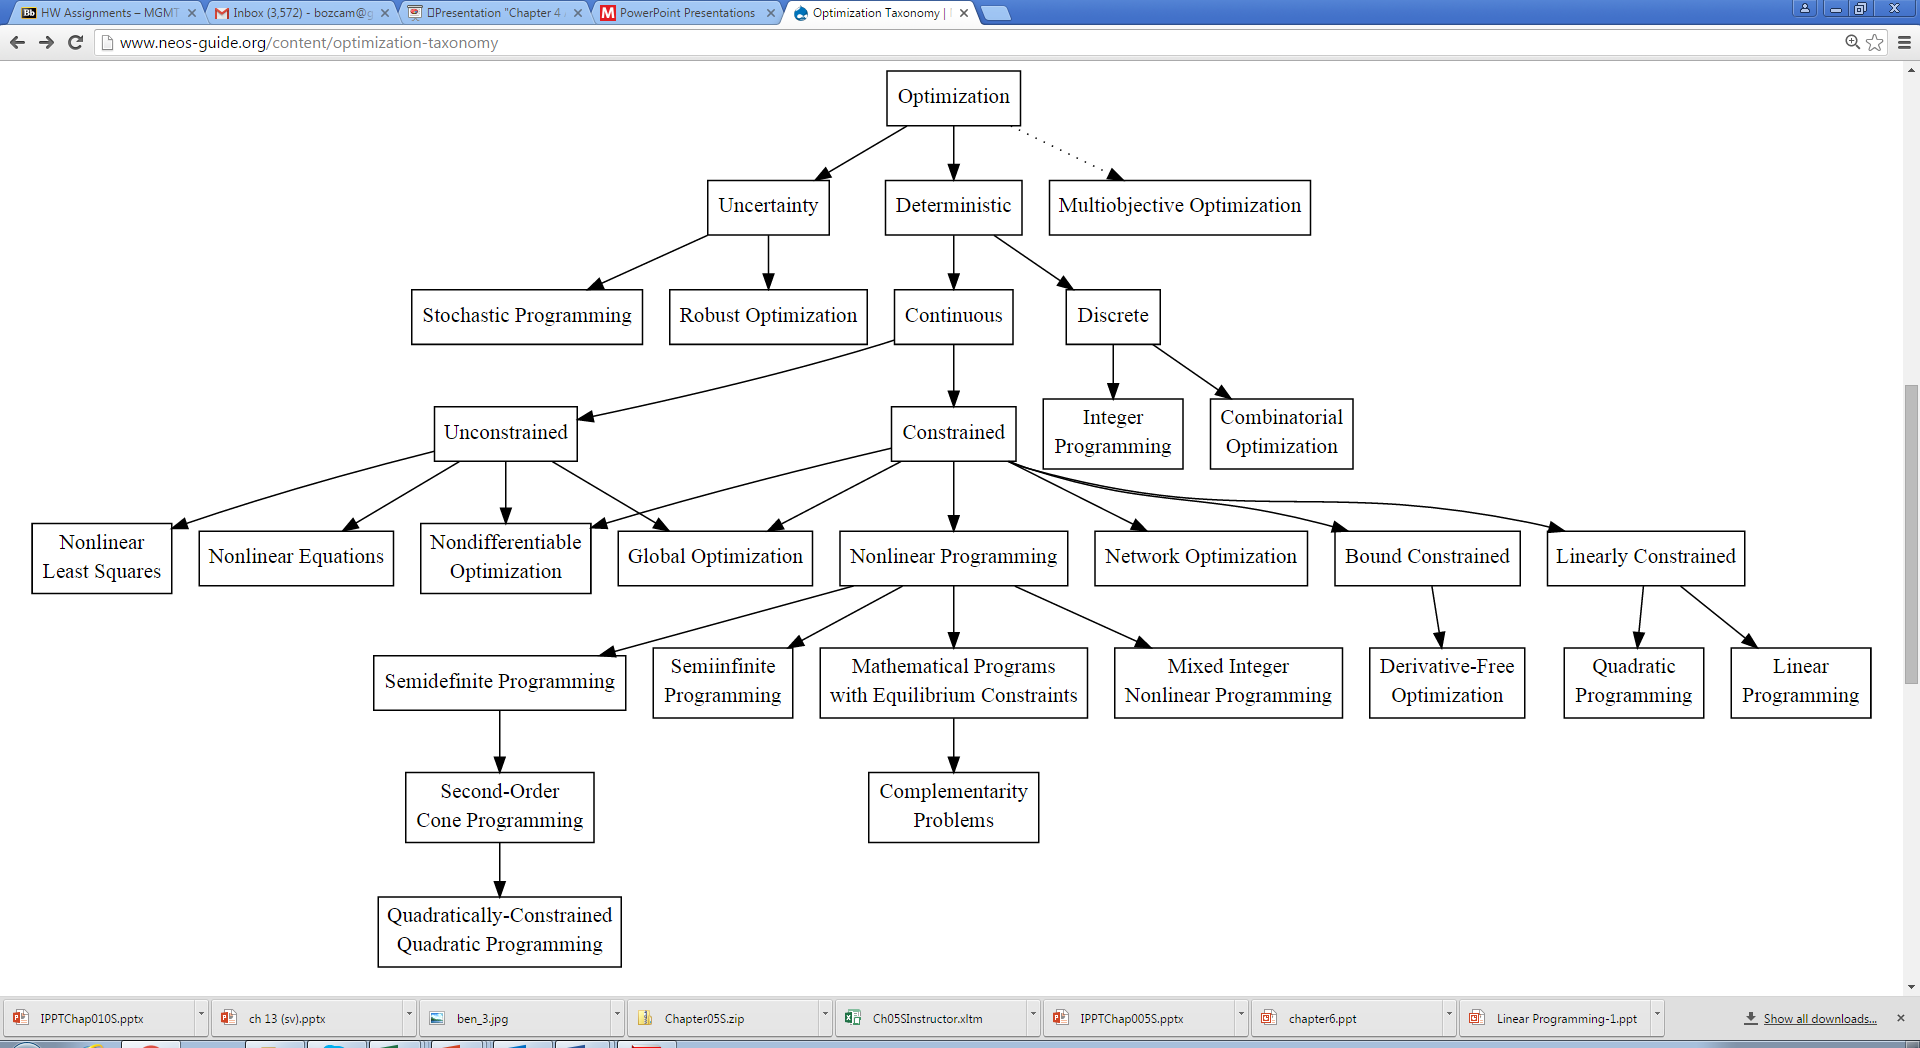 HW Assignments – MGMT
Inbox (3,572) - bozcam@g
Presentation "Chapter 4
PowerPoint Presentations
Optimization Taxonomy |
www.neos-guide.org/content/optimization-taxonomy
Optimization
Uncertainty
Deterministic
Multiobjective Optimization
Stochastic Programming
Robust Optimization
Continuous
Discrete
Unconstrained
Constrained
Integer
Programming
Combinatorial
Optimization
Nonlinear
Least Squares
Nonlinear Equations
Nondifferentiable
Optimization
Global Optimization
Nonlinear Programming
Network Optimization
Bound Constrained
Linearly Constrained
Semidefinite Programming
Semiinfinite
Programming
Mathematical Programs
with Equilibrium Constraints
Mixed Integer
Nonlinear Programming
Derivative-Free
Optimization
Quadratic
Programming
Linear
Programming
Second-Order
Cone Programming
Complementarity
Problems
Quadratically-Constrained
Quadratic Programming
IPPTChap010S.pptx
ch 13 (sv).pptx
ben_3.jpg
Chapter05S.zip
Ch05SInstructor.xltm
IPPTChap005S.pptx
chapter6.ppt
Linear Programming-1.ppt
Show all downloads...